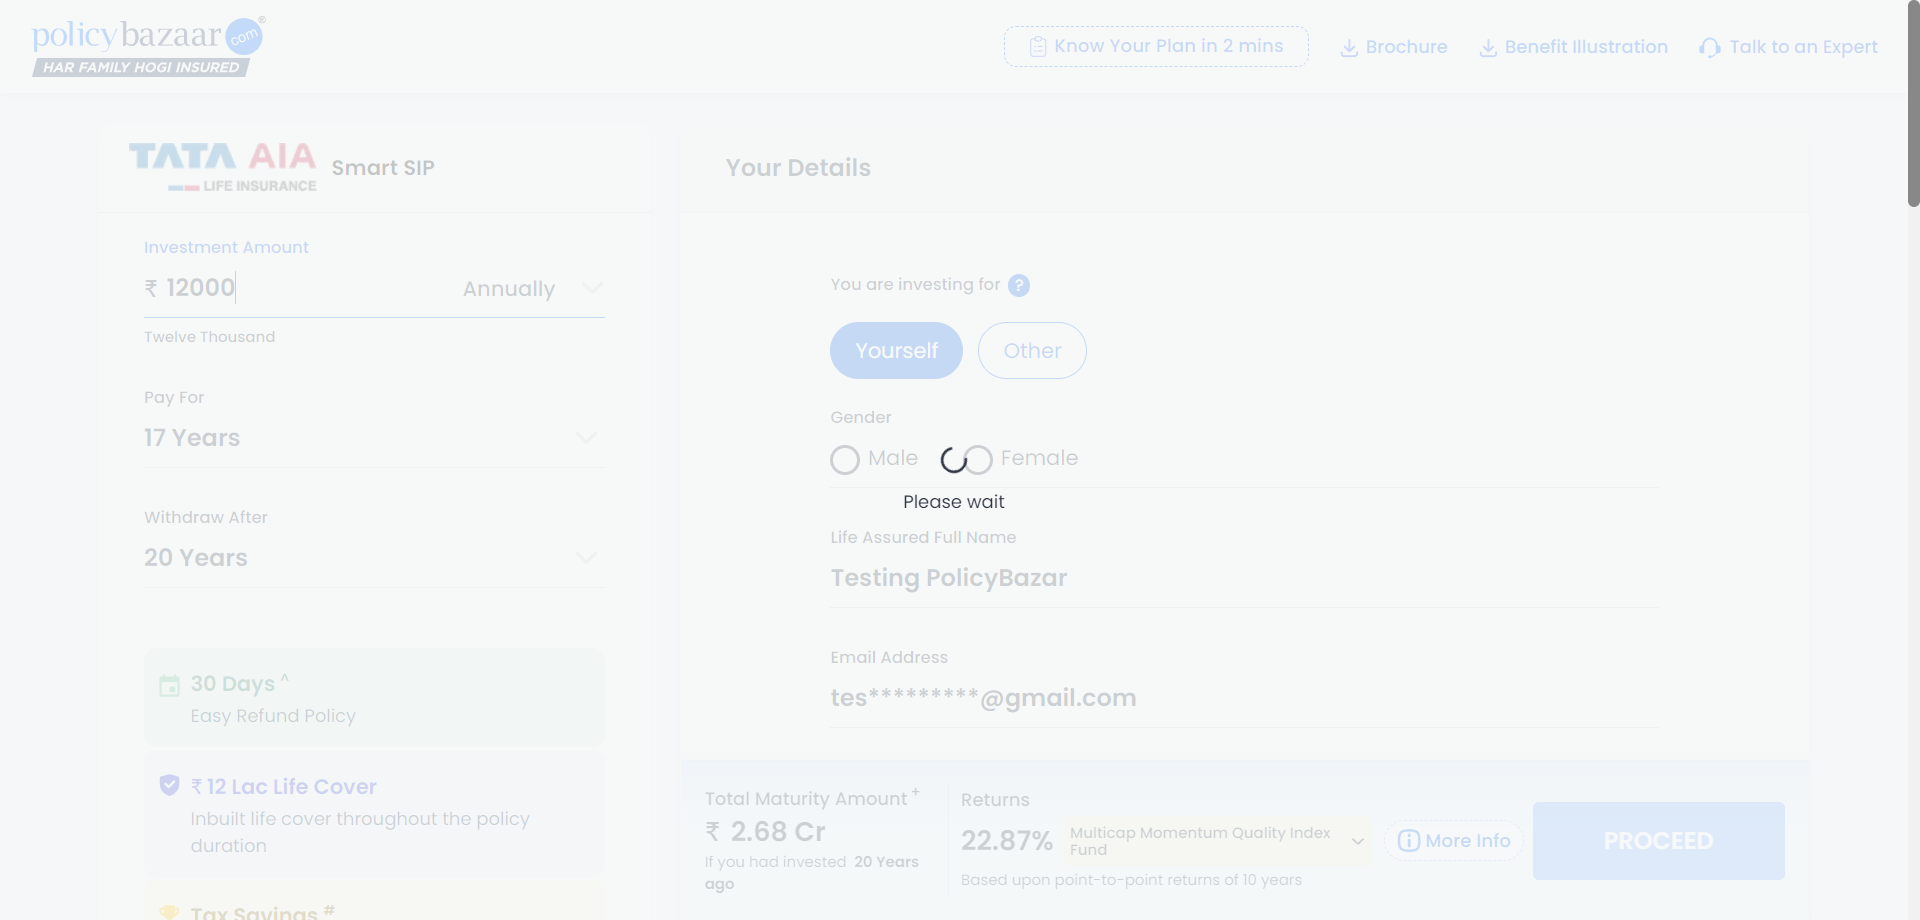 policybazaar com ®
HAR FAMILY HOGI INSURED
Know Your Plan in 2 mins
Brochure
Benefit Illustration
Talk to an Expert
TATA AIA
LIFE INSURANCE
Smart SIP
Investment Amount
₹ 12000
Annually
Twelve Thousand
Pay For
17 Years
Withdraw After
20 Years
30 Days ^
Easy Refund Policy
₹ 12 Lac Life Cover
Inbuilt life cover throughout the policy
duration
Tax Savings #
Your Details
You are investing for ?
Yourself
Other
Gender
Male
Female
Please wait
Life Assured Full Name
Testing PolicyBazar
Email Address
tes*********@gmail.com
Total Maturity Amount +
₹ 2.68 Cr
If you had invested 20 Years
ago
Returns
22.87%
Multicap Momentum Quality Index
Fund
More Info
Based upon point-to-point returns of 10 years
PROCEED